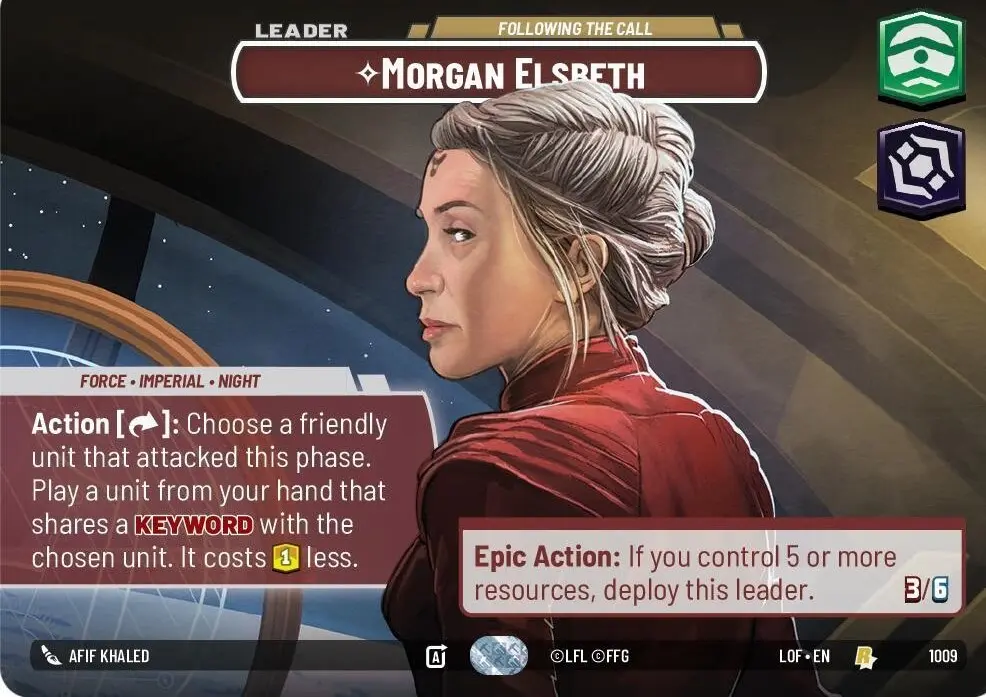 LEADER
FOLLOWING THE CALL
MORGAN ELSBETH
FORCE • IMPERIAL • NIGHT
Action [ ]: Choose a friendly
unit that attacked this phase.
Play a unit from your hand that
shares a KEYWORD with the
chosen unit. It costs 1 less.
Epic Action: If you control 5 or more
resources, deploy this leader.
3/6
AFIF KHALED
A
©LFL ©FFG
LOF • EN
R
1009